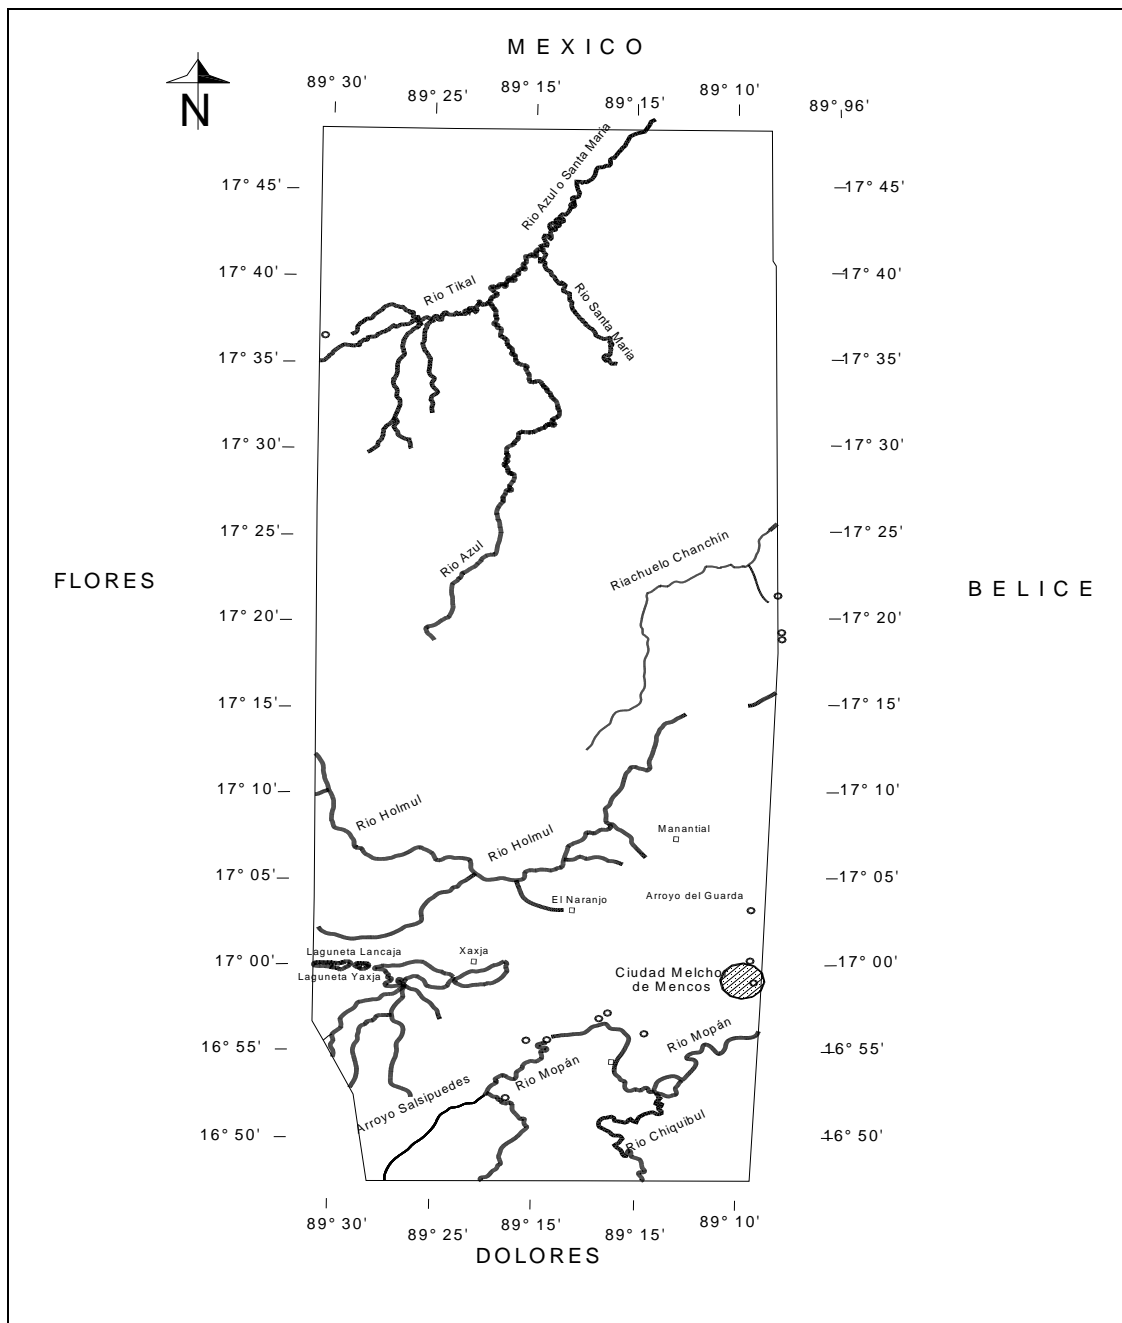 MEXICO
89° 30'
89° 25'
89° 15'
89° 15'
89° 10'
89° 96'
N
17° 45'
17° 45'
Rio Azul o Santa Maria
17° 40'
17° 40'
Rio Tikal
Rio Santa Maria
17° 35'
17° 35'
17° 30'
17° 30'
17° 25'
17° 25'
Rio Azul
Riachuelo Chanchín
FLORES
BELICE
17° 20'
17° 20'
17° 15'
17° 15'
17° 10'
17° 10'
Rio Holmul
Rio Holmul
Manantial
17° 05'
17° 05'
El Naranjo
Arroyo del Guarda
Laguneta Lancaja
Xaxja
17° 00'
17° 00'
Laguneta Yaxja
Ciudad Melcho
de Mencos
16° 55'
16° 55'
Rio Mopán
Rio Mopán
Arroyo Salsipuedes
Rio Chiquibul
16° 50'
16° 50'
89° 30'
89° 25'
89° 15'
89° 15'
89° 10'
DOLORES